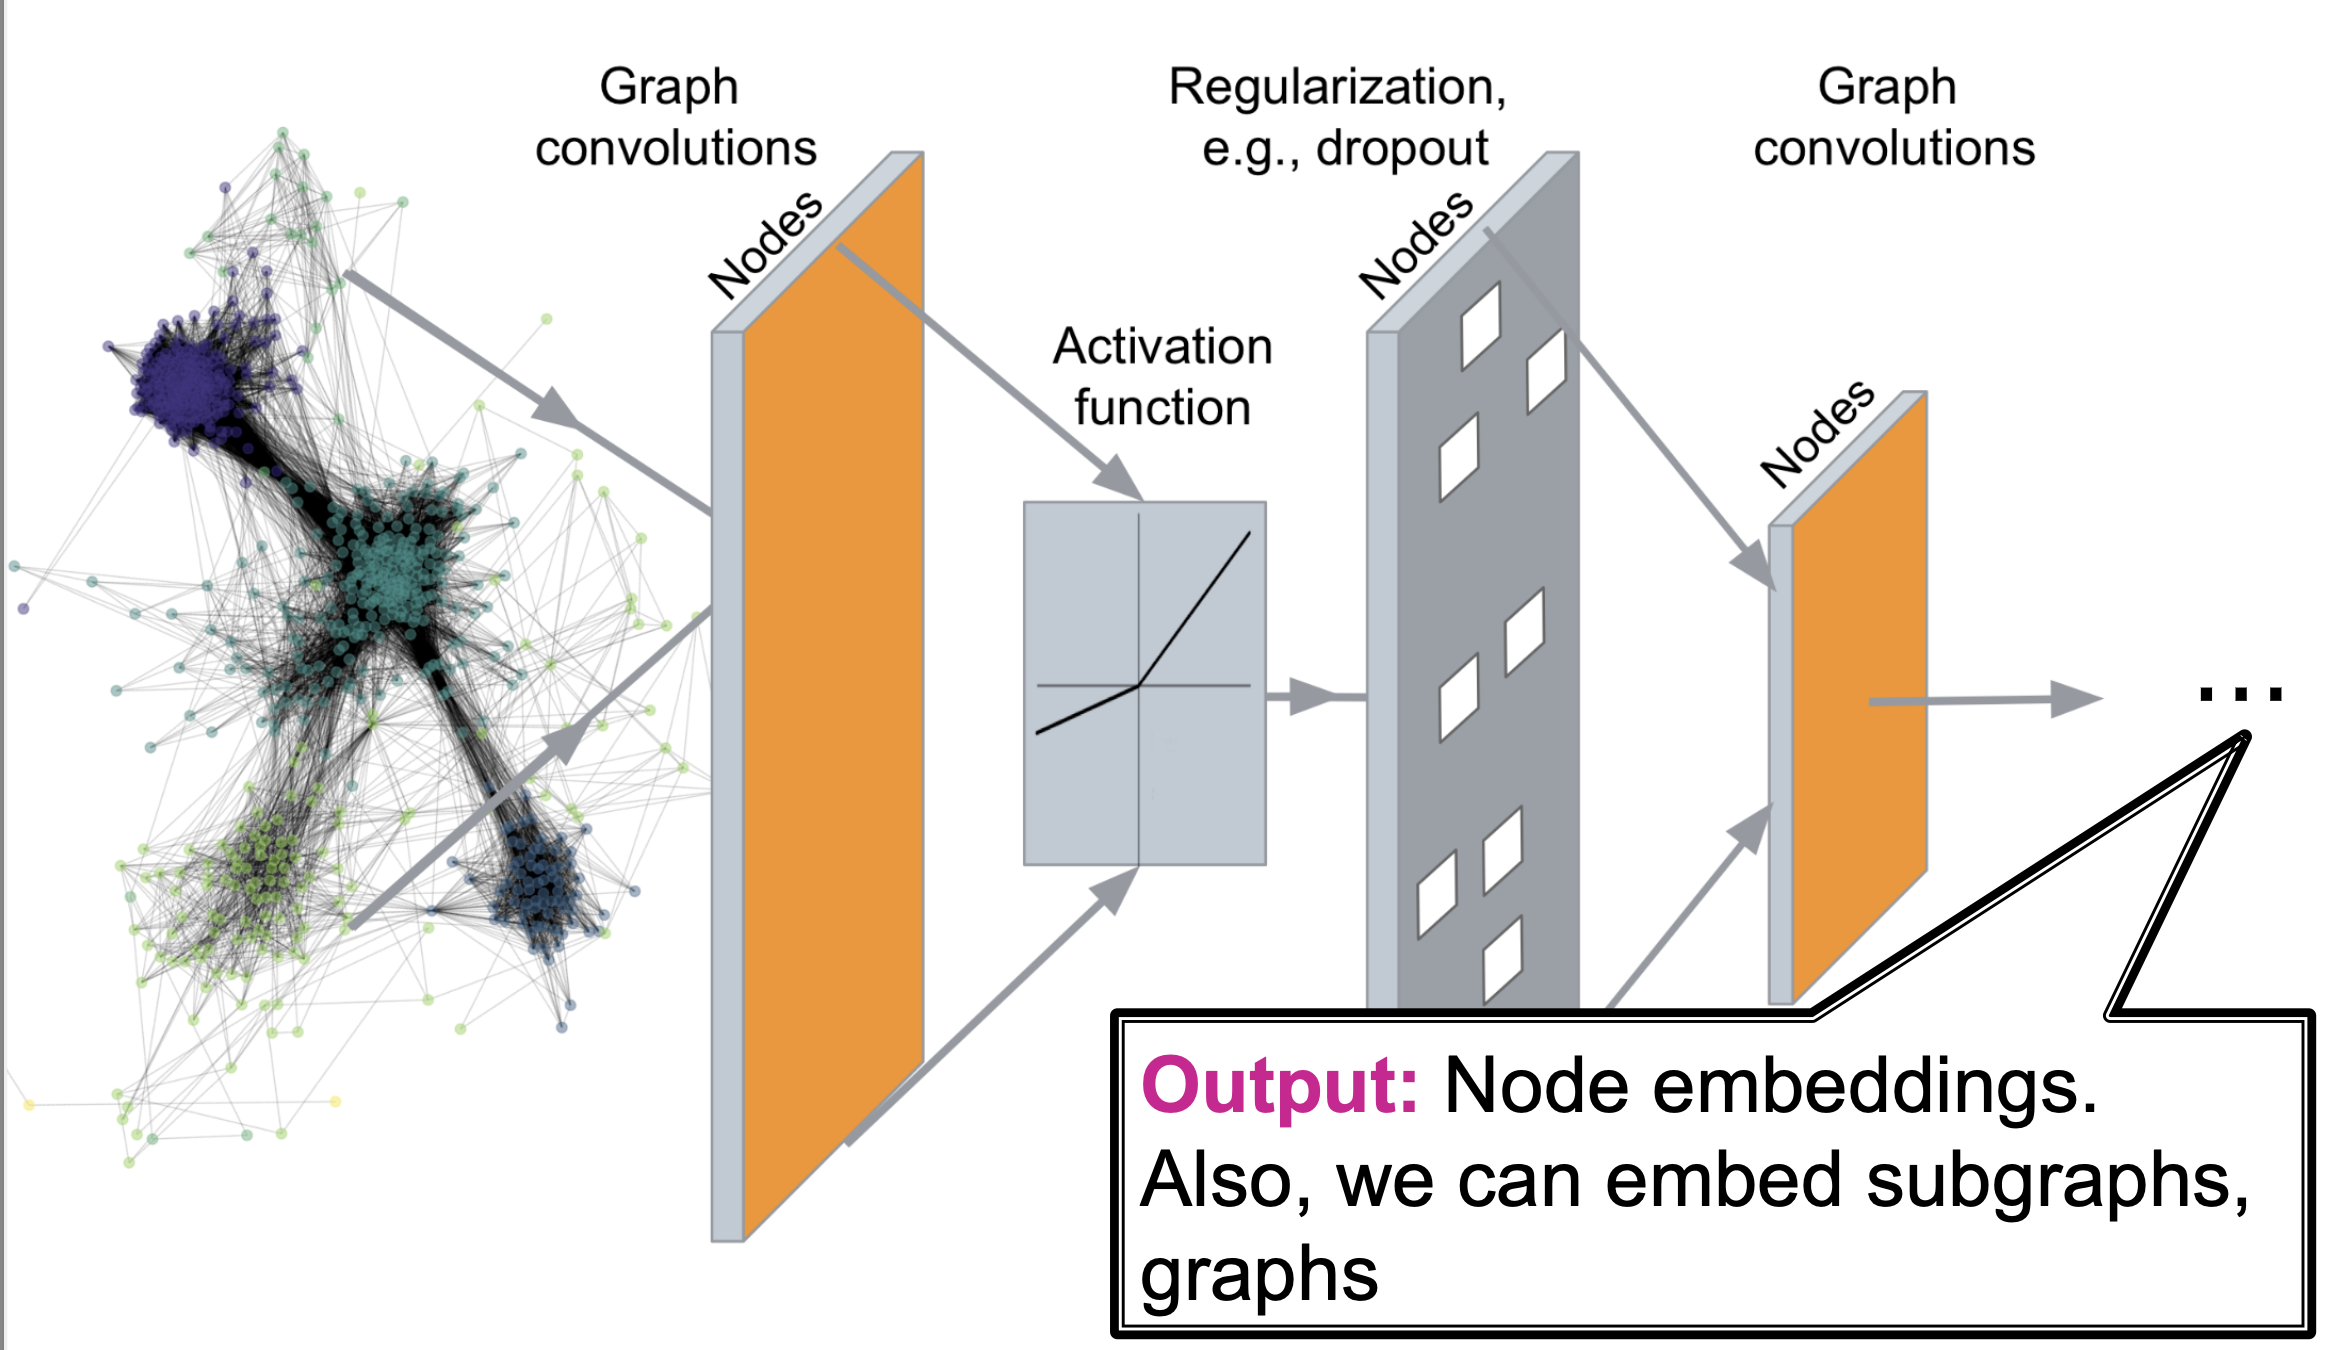 Graph
convolutions
Nodes
Activation
function
Regularization,
e.g., dropout
Nodes
Graph
convolutions
Nodes
...
Output: Node embeddings.
Also, we can embed subgraphs,
graphs